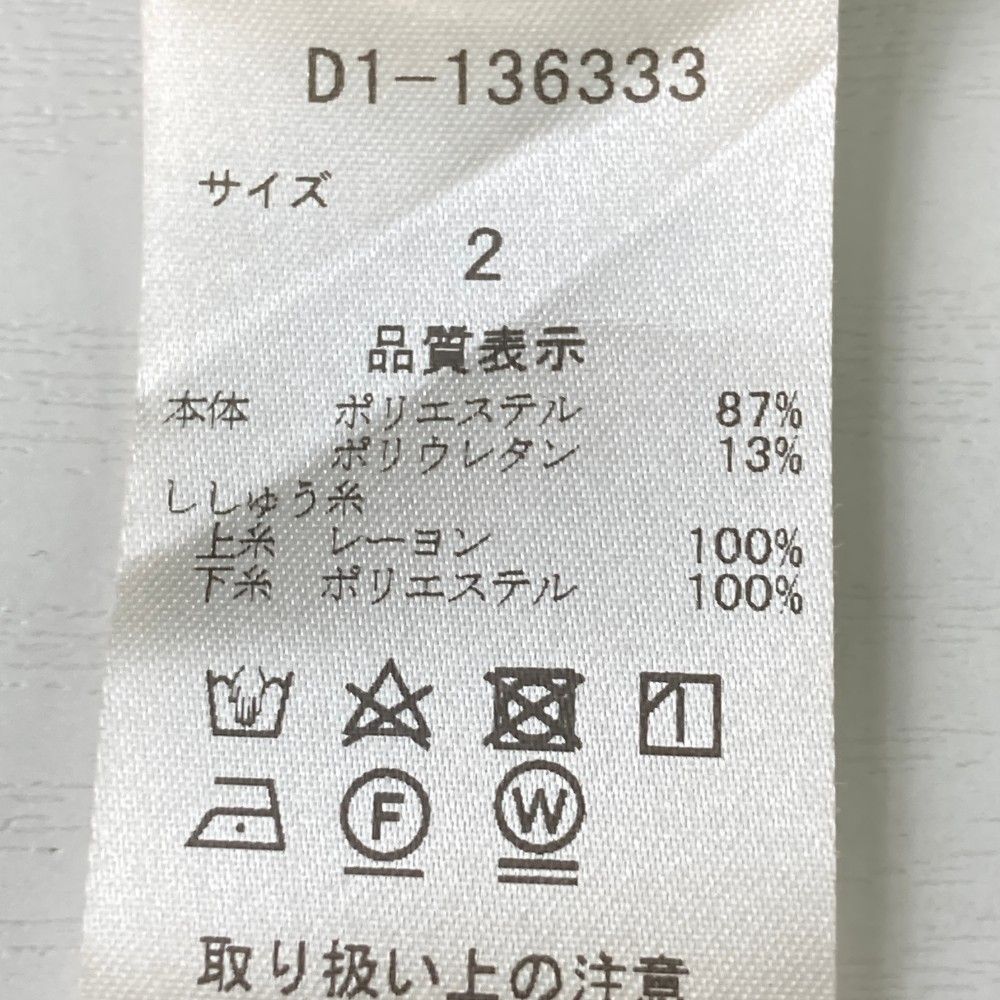 D1-136333
サイズ
2
品質表示
本体 ポリエステル 87%
ポリウレタン 13%
ししゅう糸
上糸 レーヨン 100%
下糸 ポリエステル 100%
F W
取り扱い上の注意